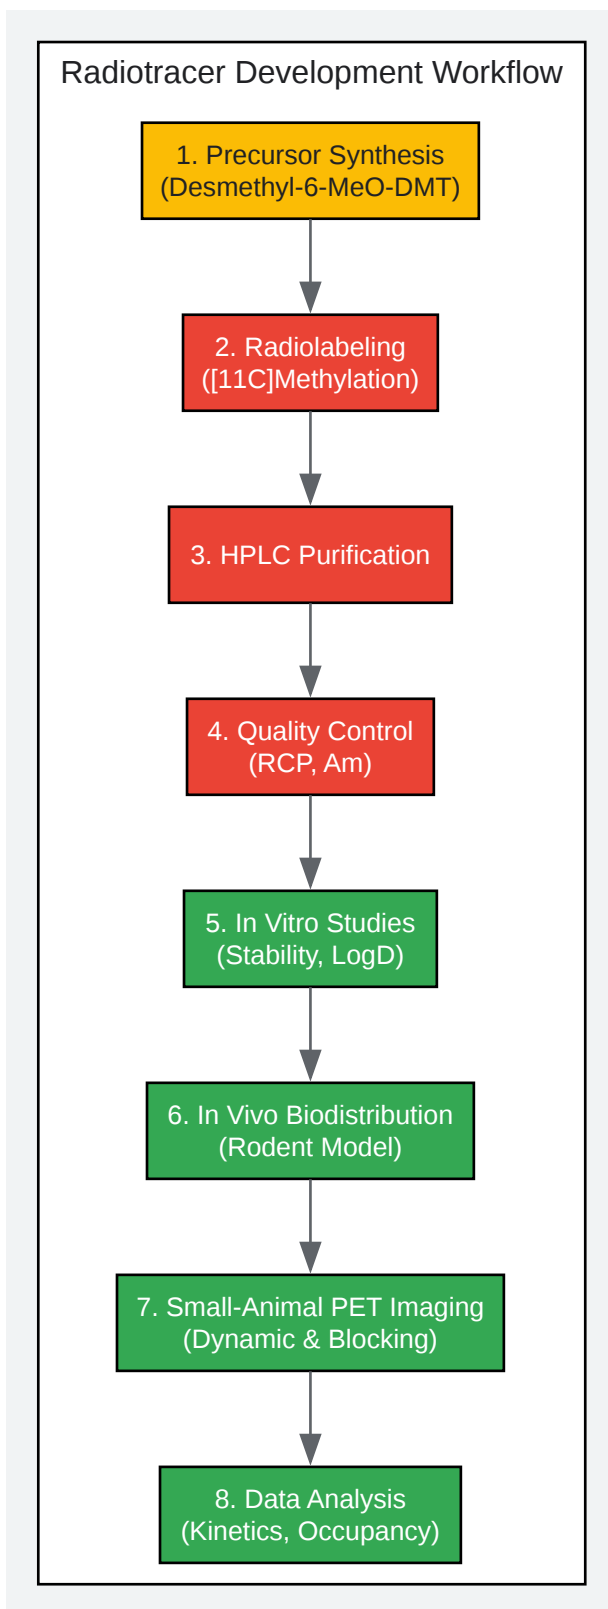 Radiotracer Development Workflow
1. Precursor Synthesis
(Desmethyl-6-MeO-DMT)
2. Radiolabeling
([11C]Methylation)
3. HPLC Purification
4. Quality Control
(RCP, Am)
5. In Vitro Studies
(Stability, LogD)
6. In Vivo Biodistribution
(Rodent Model)
7. Small-Animal PET Imaging
(Dynamic & Blocking)
8. Data Analysis
(Kinetics, Occupancy)